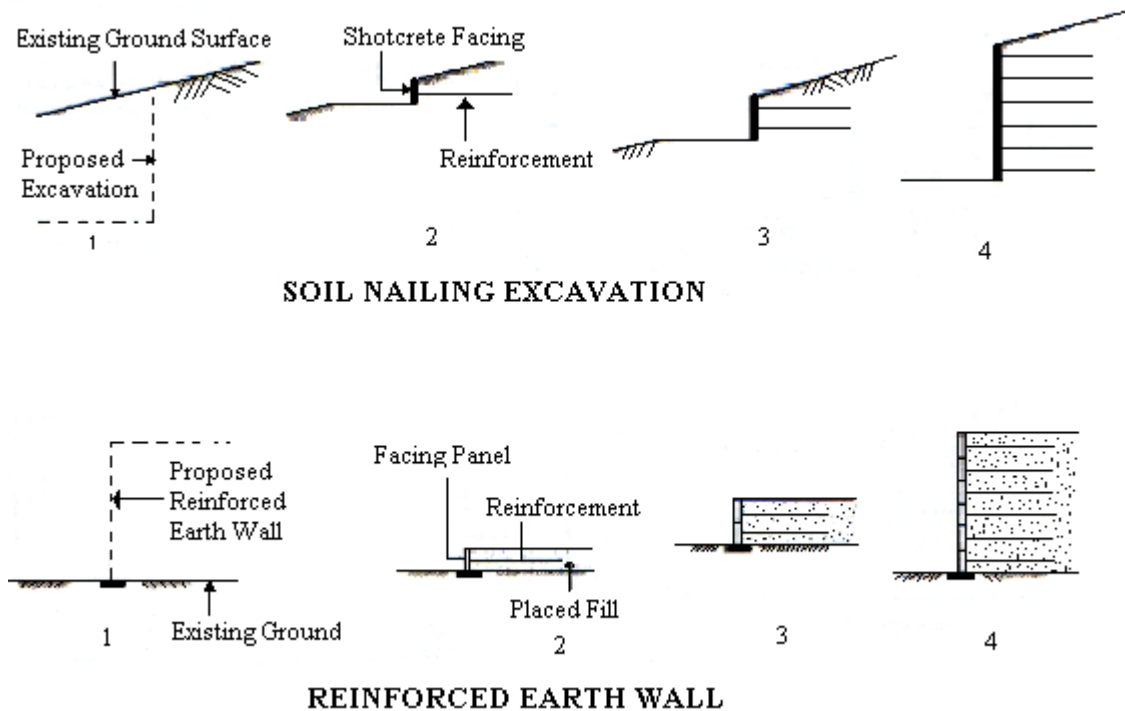 Existing Ground Surface
Proposed
Excavation
1
Shotcrete Facing
Reinforcement
2
3
4
SOIL NAILING EXCAVATION
Proposed
Reinforced
Earth Wall
Existing Ground
1
Facing Panel
Reinforcement
Placed Fill
2
3
4
REINFORCED EARTH WALL